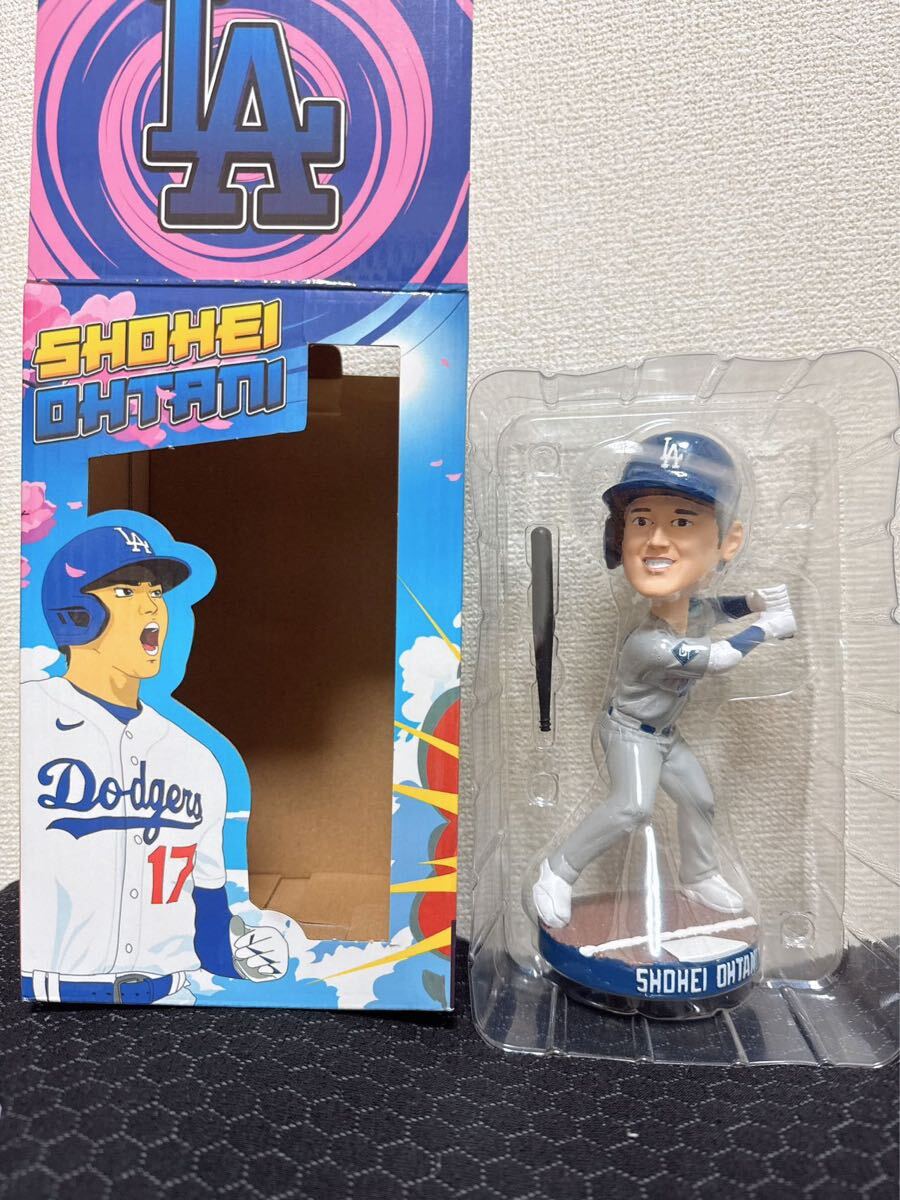 LA
SHOHEI
OHTANI
LA
Dodgers
17
LA
SHOHEI OHTANI